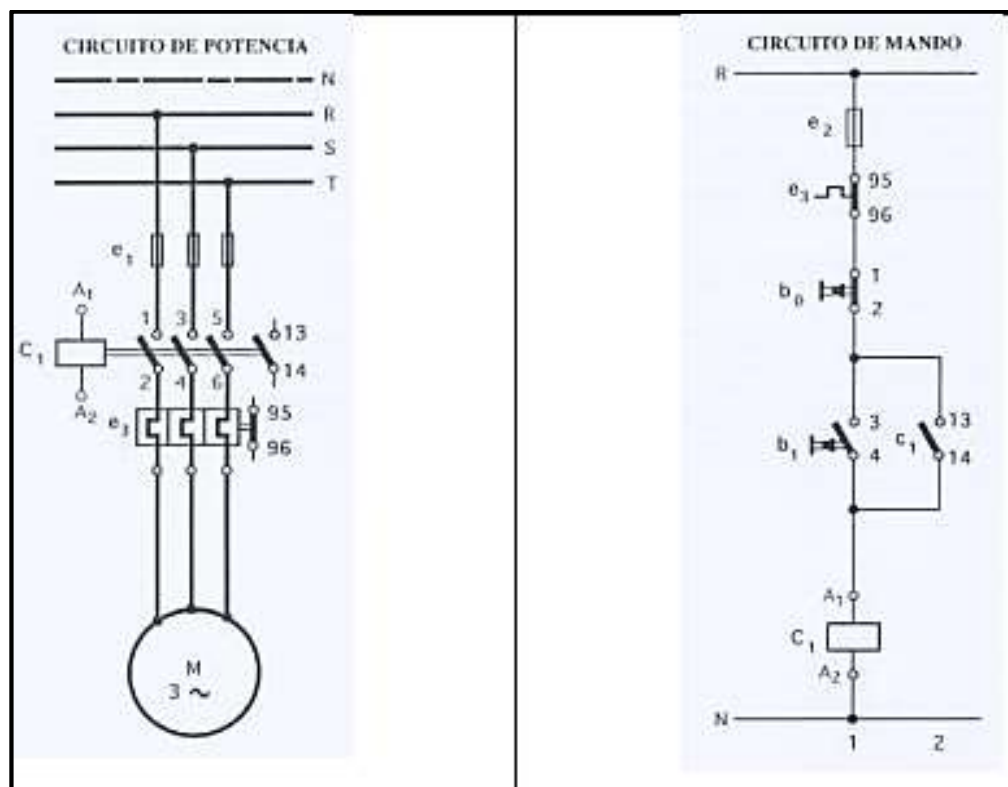 CIRCUITO DE POTENCIA
N
R
S
T
e1
A1
1 3 5 13
C1
2 4 6 14
A2
e3 95
96
M
3 ~
CIRCUITO DE MANDO
R
e2
95
e3
96
1
b0
2
3 13
b1 c1
4 14
A1
C1
A2
N
1 2